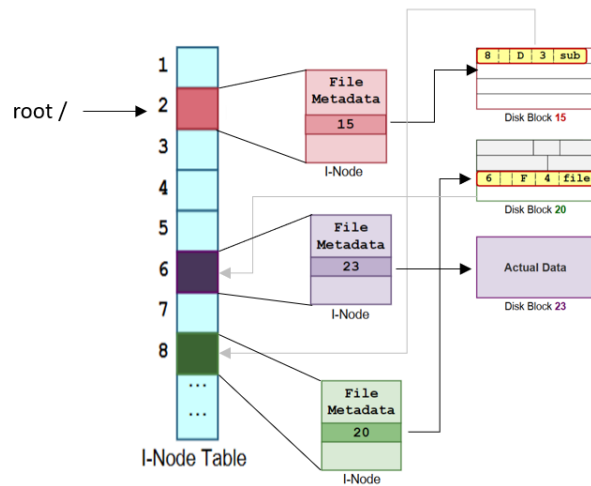 root /
1
2
3
4
5
6
7
8
...
...
I-Node Table
File
Metadata
15
I-Node
8 D 3 sub
Disk Block 15
6 F 4 file
Disk Block 20
File
Metadata
23
I-Node
Actual Data
Disk Block 23
File
Metadata
20
I-Node